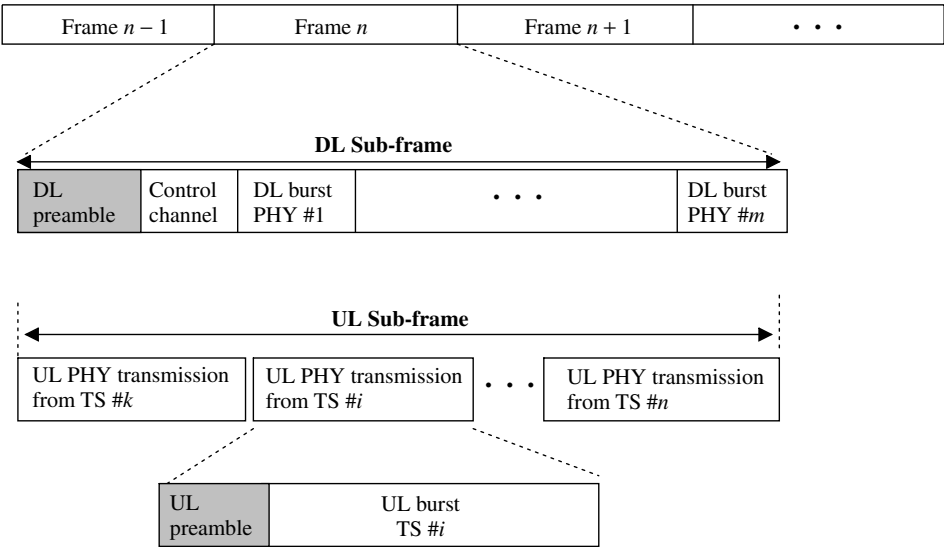 Frame n − 1
Frame n
Frame n + 1
• • •
DL Sub-frame
DL
preamble
Control
channel
DL burst
PHY #1
• • •
DL burst
PHY #m
UL Sub-frame
UL PHY transmission
from TS #k
UL PHY transmission
from TS #i
• • •
UL PHY transmission
from TS #n
UL
preamble
UL burst
TS #i